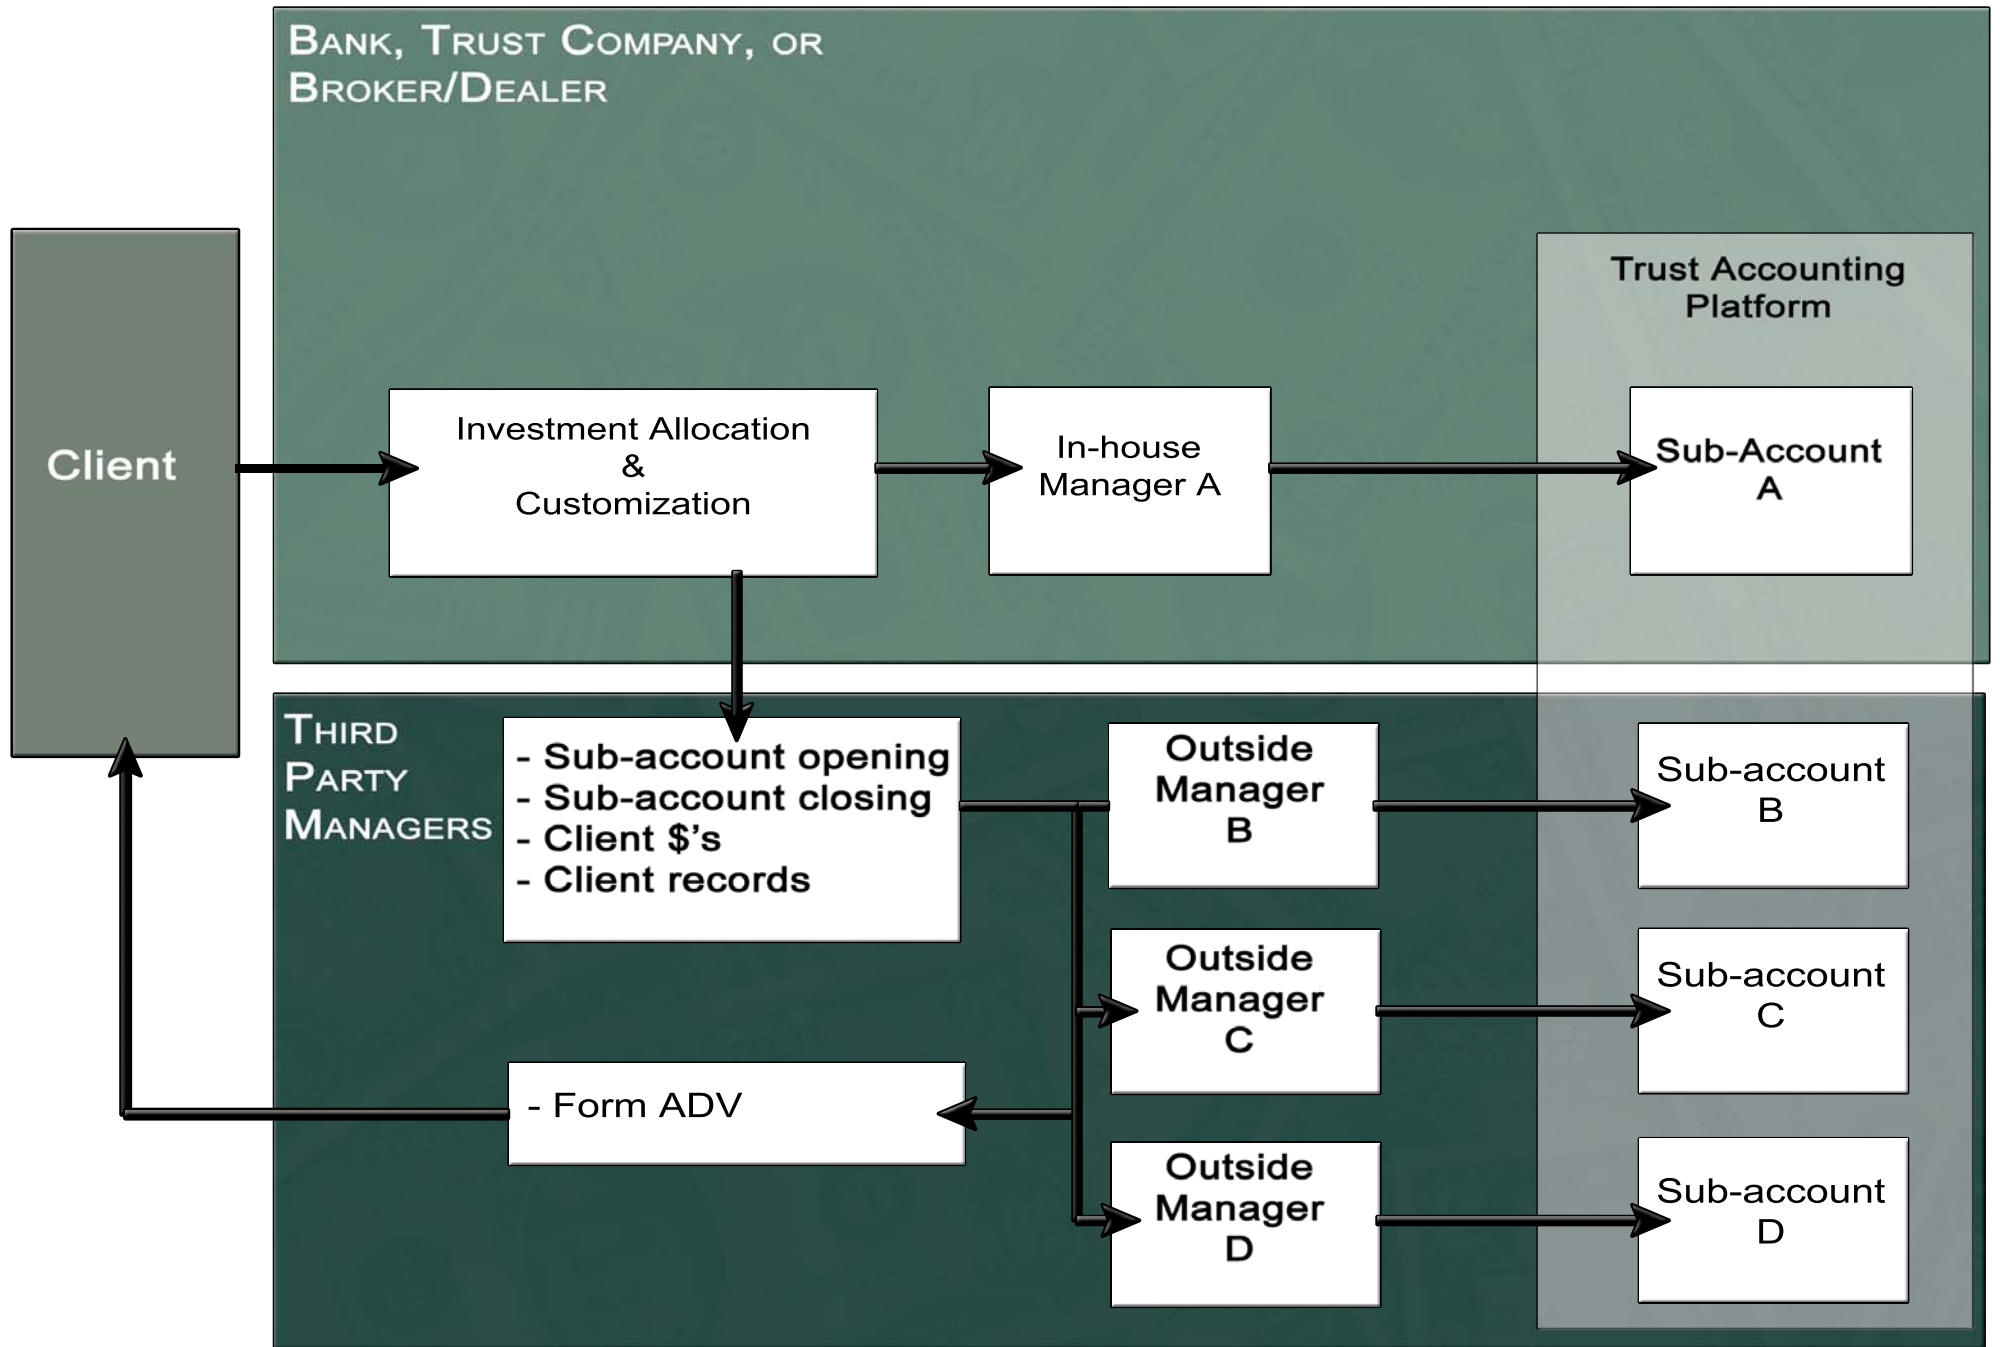 BANK, TRUST COMPANY, OR
BROKER/DEALER
Trust Accounting
Platform
Client
Investment Allocation
&
Customization
In-house
Manager A
Sub-Account
A
THIRD
PARTY
MANAGERS
- Sub-account opening
- Sub-account closing
- Client $'s
- Client records
Outside
Manager
B
Sub-account
B
Outside
Manager
C
Sub-account
C
- Form ADV
Outside
Manager
D
Sub-account
D